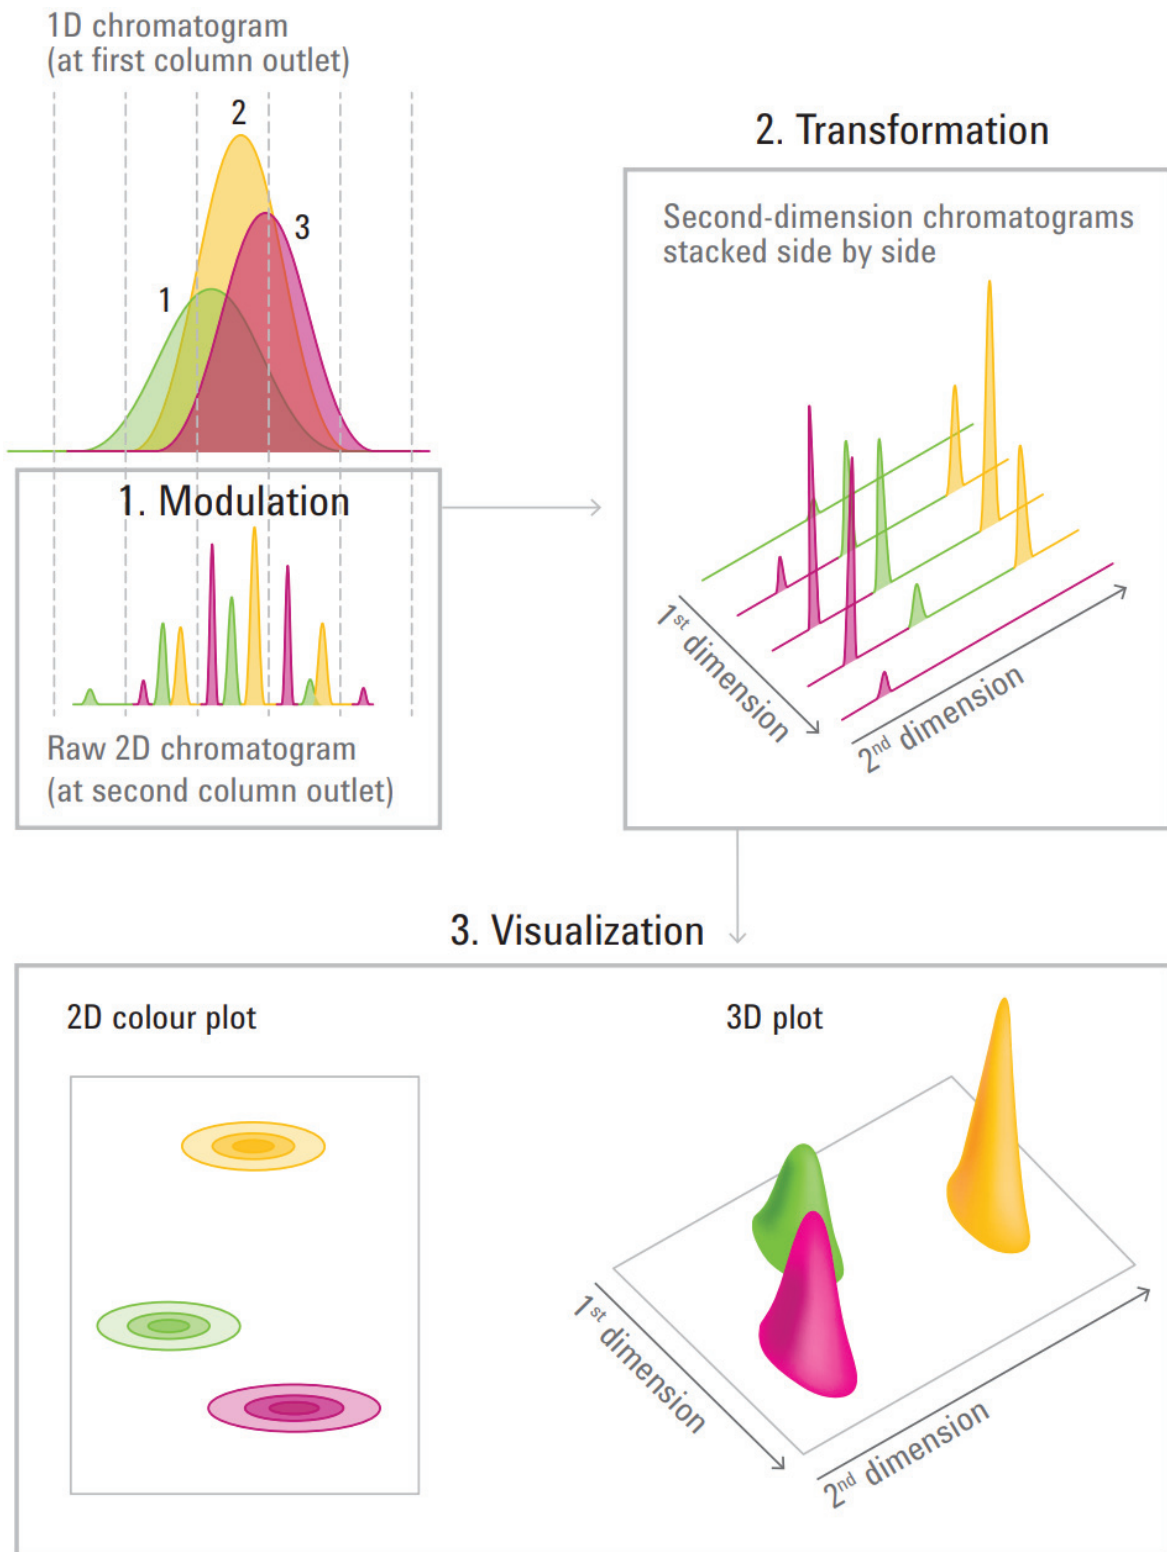 1D chromatogram
(at first column outlet)
2
3
1
1. Modulation
Raw 2D chromatogram
(at second column outlet)
2. Transformation
Second-dimension chromatograms
stacked side by side
1st dimension
2nd dimension
3. Visualization
2D colour plot
3D plot
1st dimension
2nd dimension